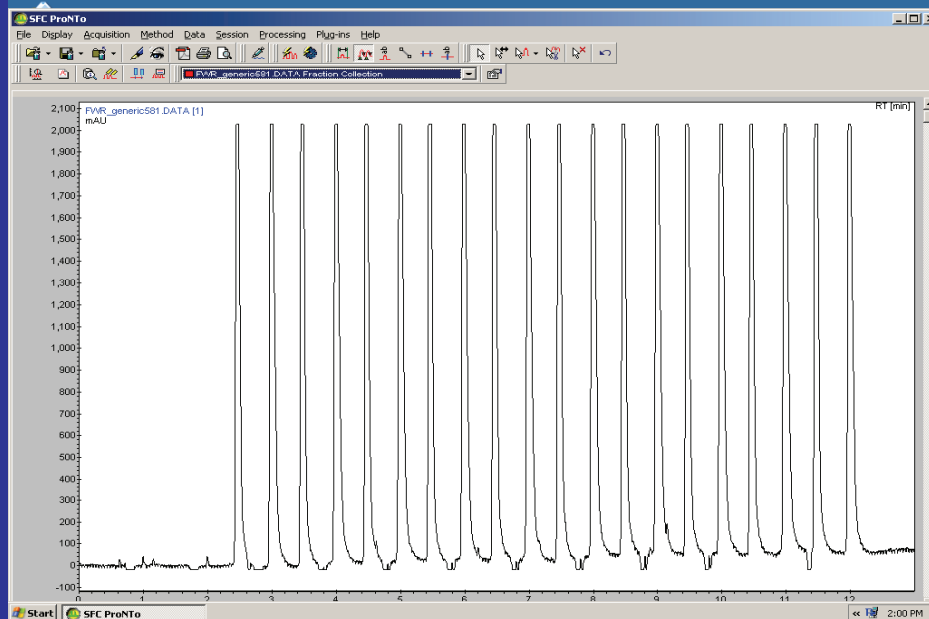 SFC ProNTo
File Display Acquisition Method Data Session Processing Plug-ins Help
FWR_generic581.DATA Fraction Collection
FWR_generic581.DATA [1]
mAU
RT [min]
2,100
2,000
1,900
1,800
1,700
1,600
1,500
1,400
1,300
1,200
1,100
1,000
900
800
700
600
500
400
300
200
100
0
-100
0 1 2 3 4 5 6 7 8 9 10 11 12
Start SFC ProNTo « 2:00 PM